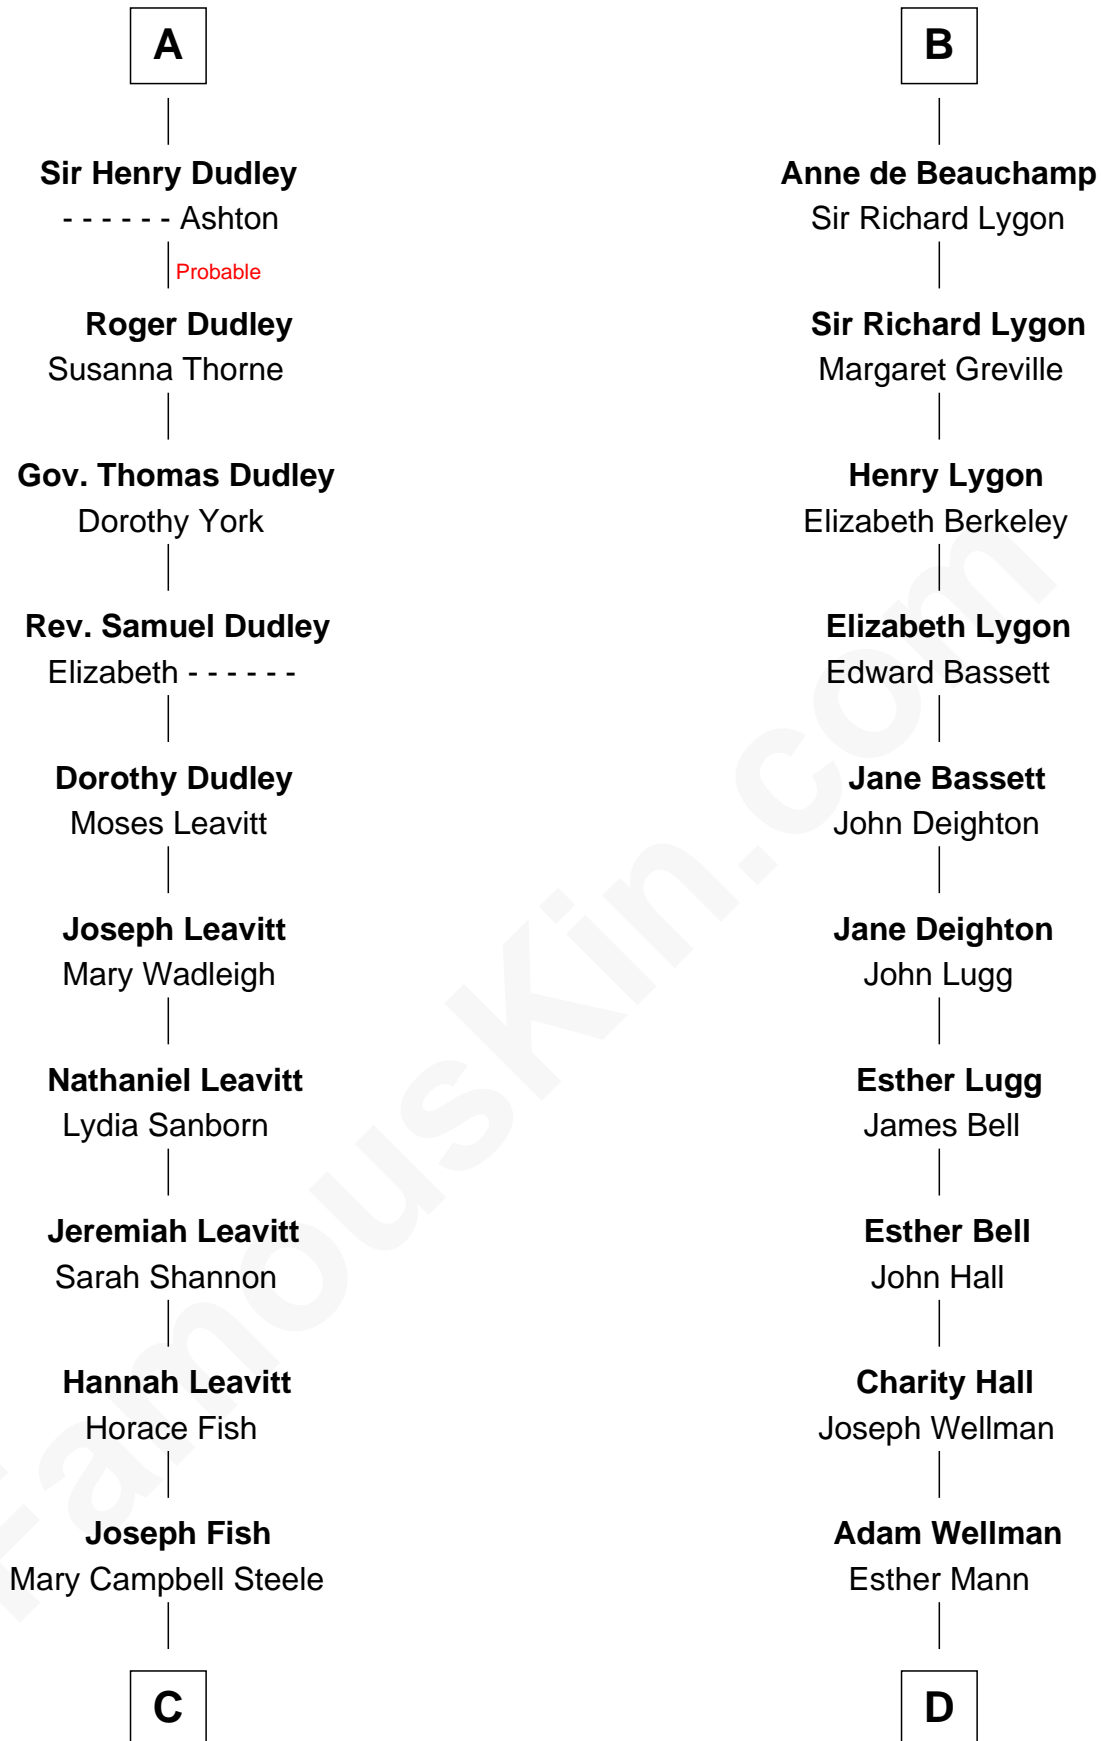 A
Sir Henry Dudley
- - - - - - Ashton
Probable
Roger Dudley
Susanna Thorne
Gov. Thomas Dudley
Dorothy York
Rev. Samuel Dudley
Elizabeth - - - - - -
Dorothy Dudley
Moses Leavitt
Joseph Leavitt
Mary Wadleigh
Nathaniel Leavitt
Lydia Sanborn
Jeremiah Leavitt
Sarah Shannon
Hannah Leavitt
Horace Fish
Joseph Fish
Mary Campbell Steele
C
B
Anne de Beauchamp
Sir Richard Lygon
Sir Richard Lygon
Margaret Greville
Henry Lygon
Elizabeth Berkeley
Elizabeth Lygon
Edward Bassett
Jane Bassett
John Deighton
Jane Deighton
John Lugg
Esther Lugg
James Bell
Esther Bell
John Hall
Charity Hall
Joseph Wellman
Adam Wellman
Esther Mann
D
FamousKin.com